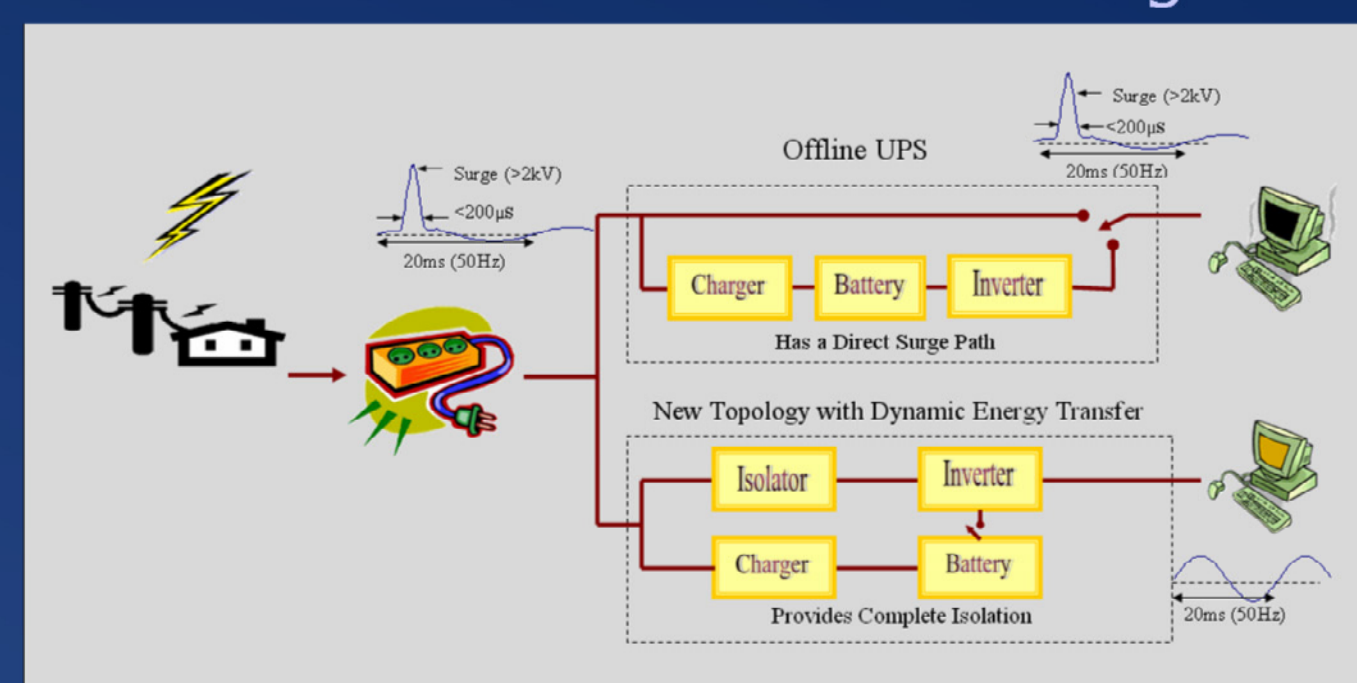 Surge (>2kV)
<200µs
20ms (50Hz)
Offline UPS
Surge (>2kV)
<200µs
20ms (50Hz)
Charger
Battery
Inverter
Has a Direct Surge Path
New Topology with Dynamic Energy Transfer
Isolator
Inverter
Charger
Battery
Provides Complete Isolation
20ms (50Hz)